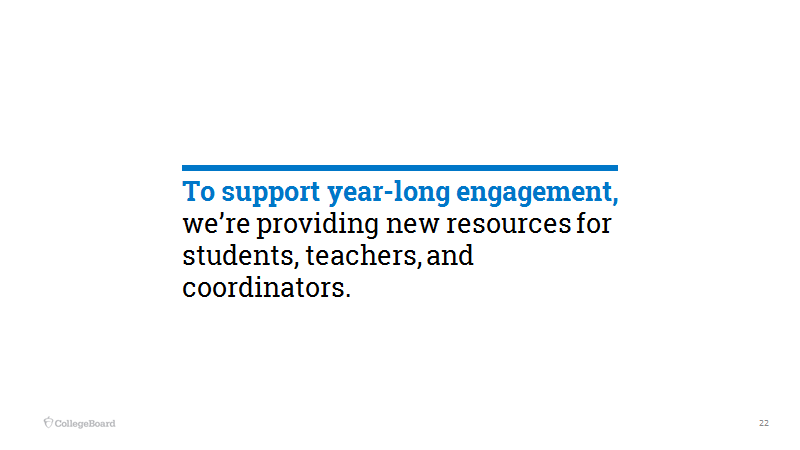 To support year-long engagement,
we’re providing new resources for
students, teachers, and
coordinators.
CollegeBoard
22